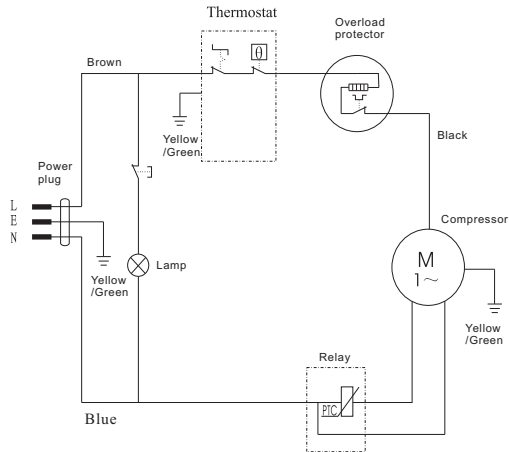 Thermostat
Overload
protector
Brown
θ
Yellow
/Green
Black
Power
plug
L
E
N
Compressor
M
1~
Lamp
Yellow
/Green
Yellow
/Green
Relay
PTC
Blue